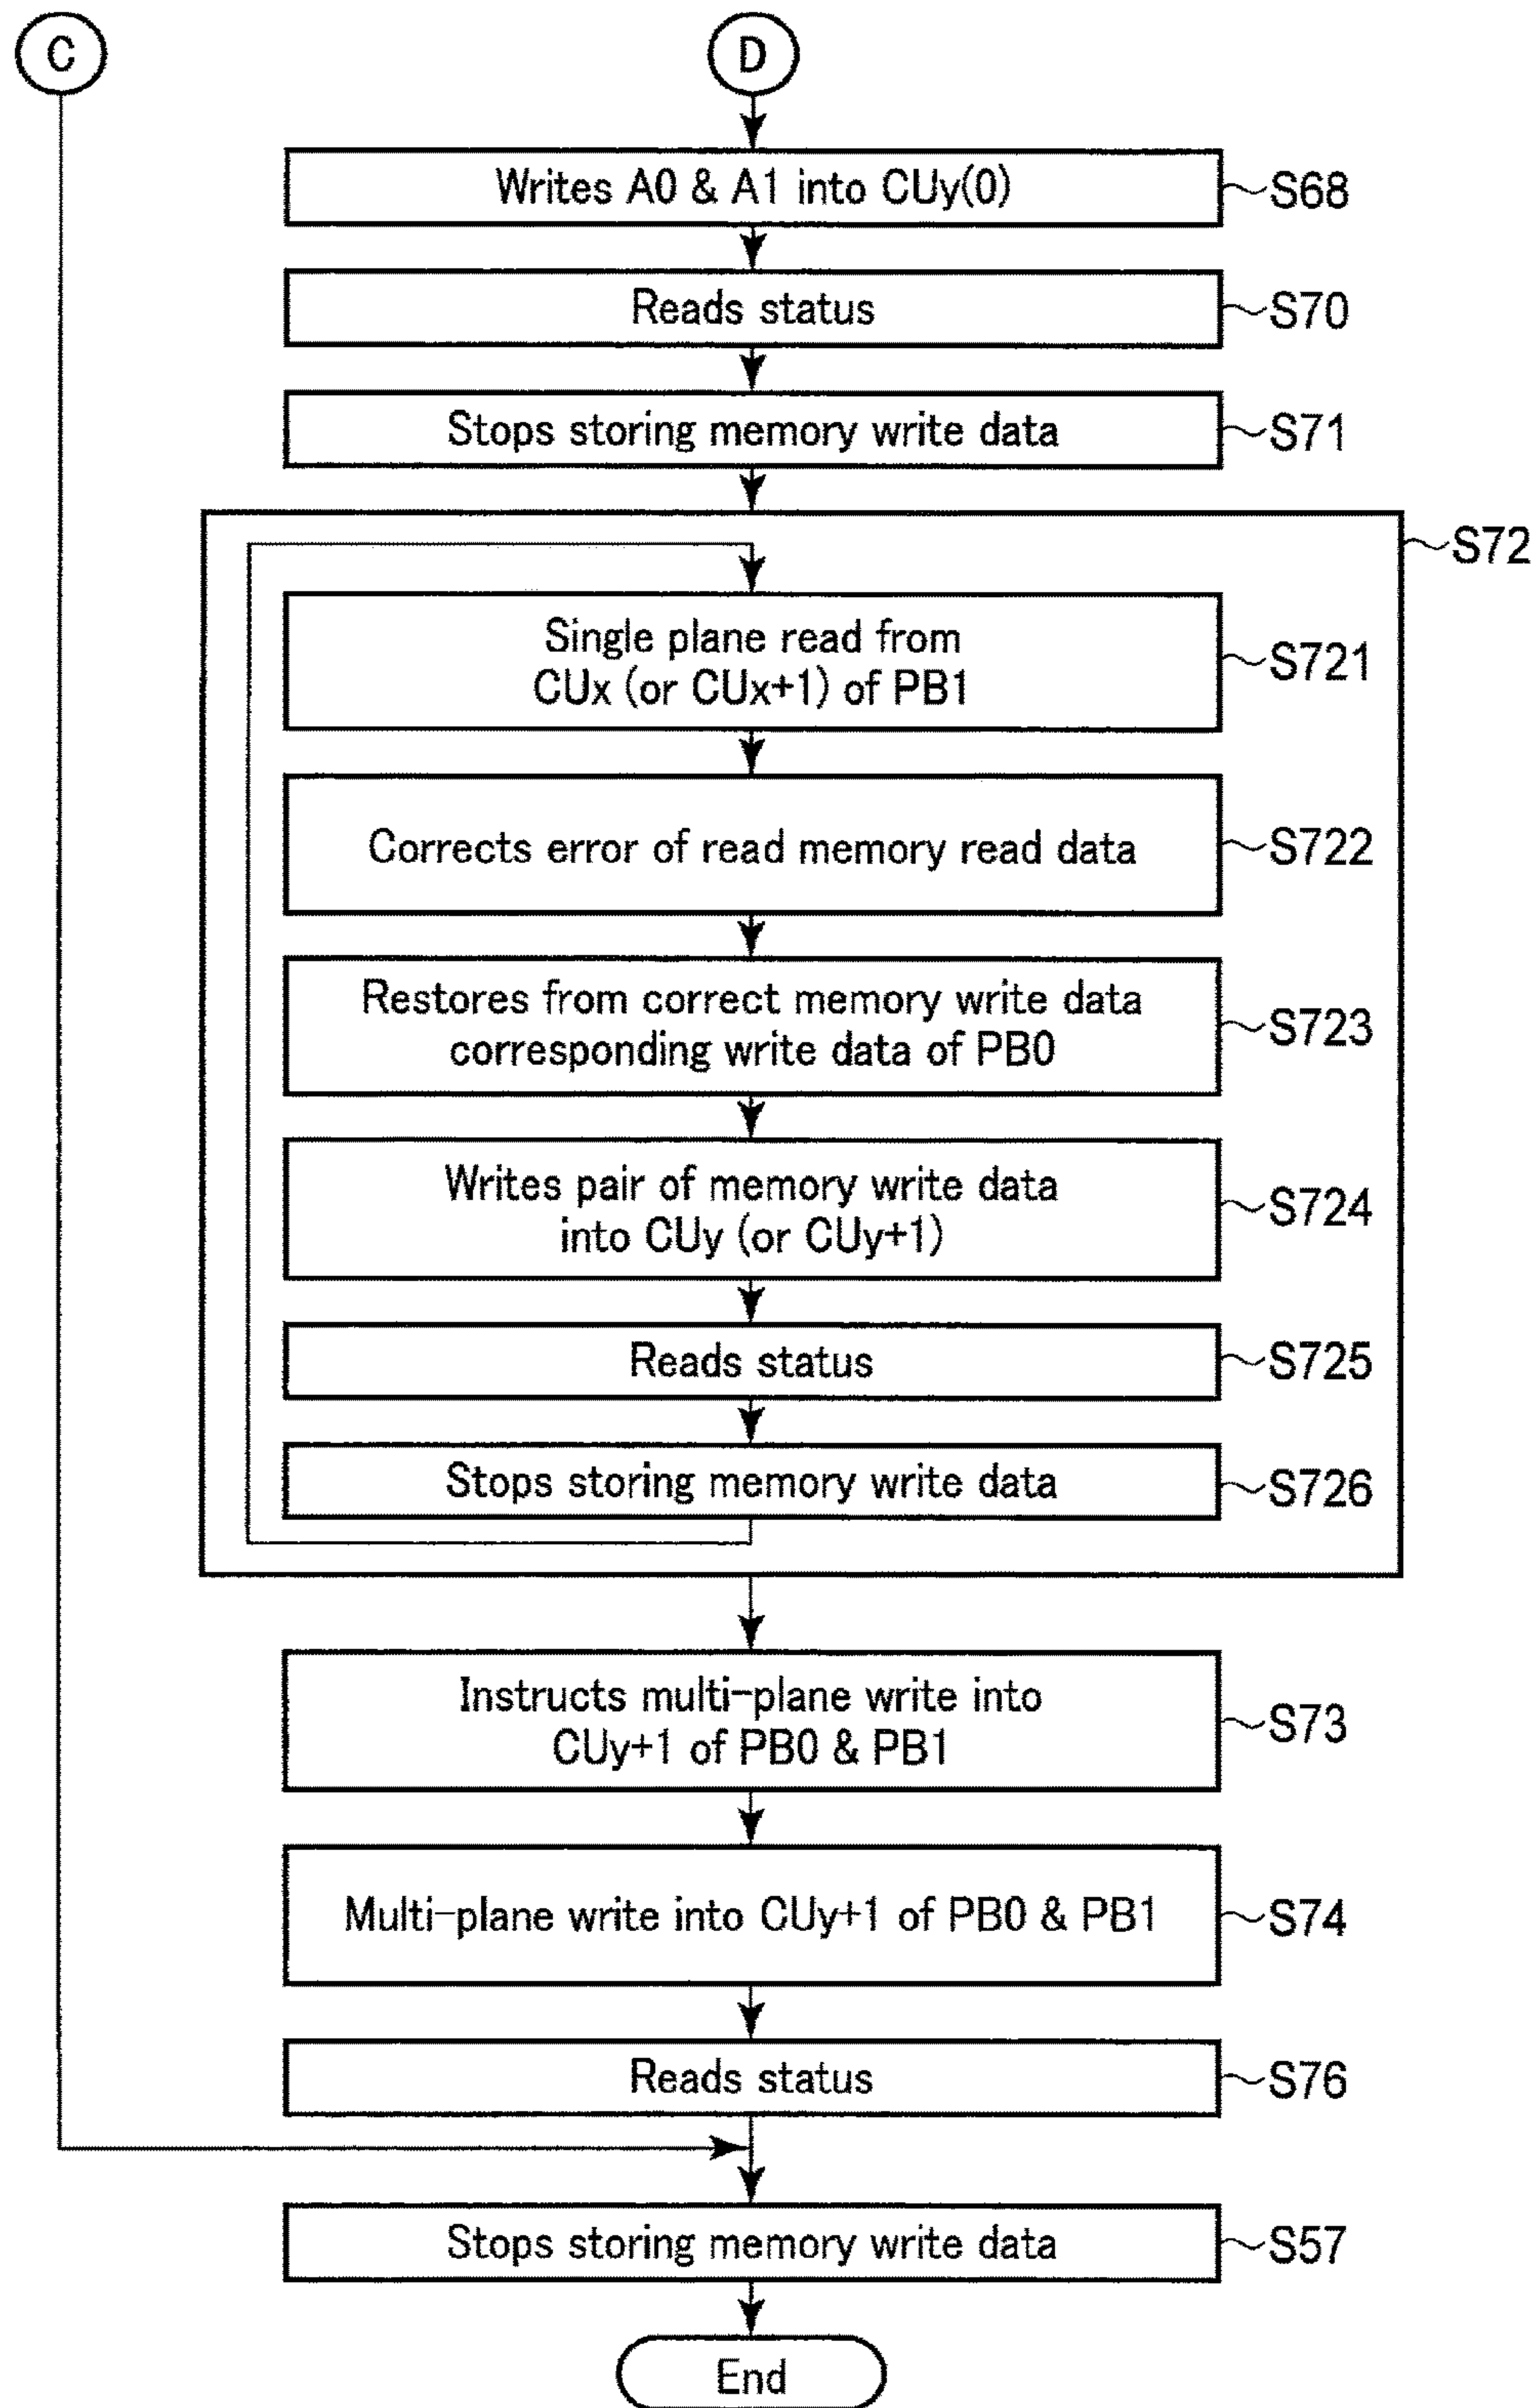 C
D
Writes A0 & A1 into CUy(0)
S68
Reads status
S70
Stops storing memory write data
S71
S72
Single plane read from
CUx (or CUx+1) of PB1
S721
Corrects error of read memory read data
S722
Restores from correct memory write data
corresponding write data of PB0
S723
Writes pair of memory write data
into CUy (or CUy+1)
S724
Reads status
S725
Stops storing memory write data
S726
Instructs multi-plane write into
CUy+1 of PB0 & PB1
S73
Multi-plane write into CUy+1 of PB0 & PB1
S74
Reads status
S76
Stops storing memory write data
S57
End